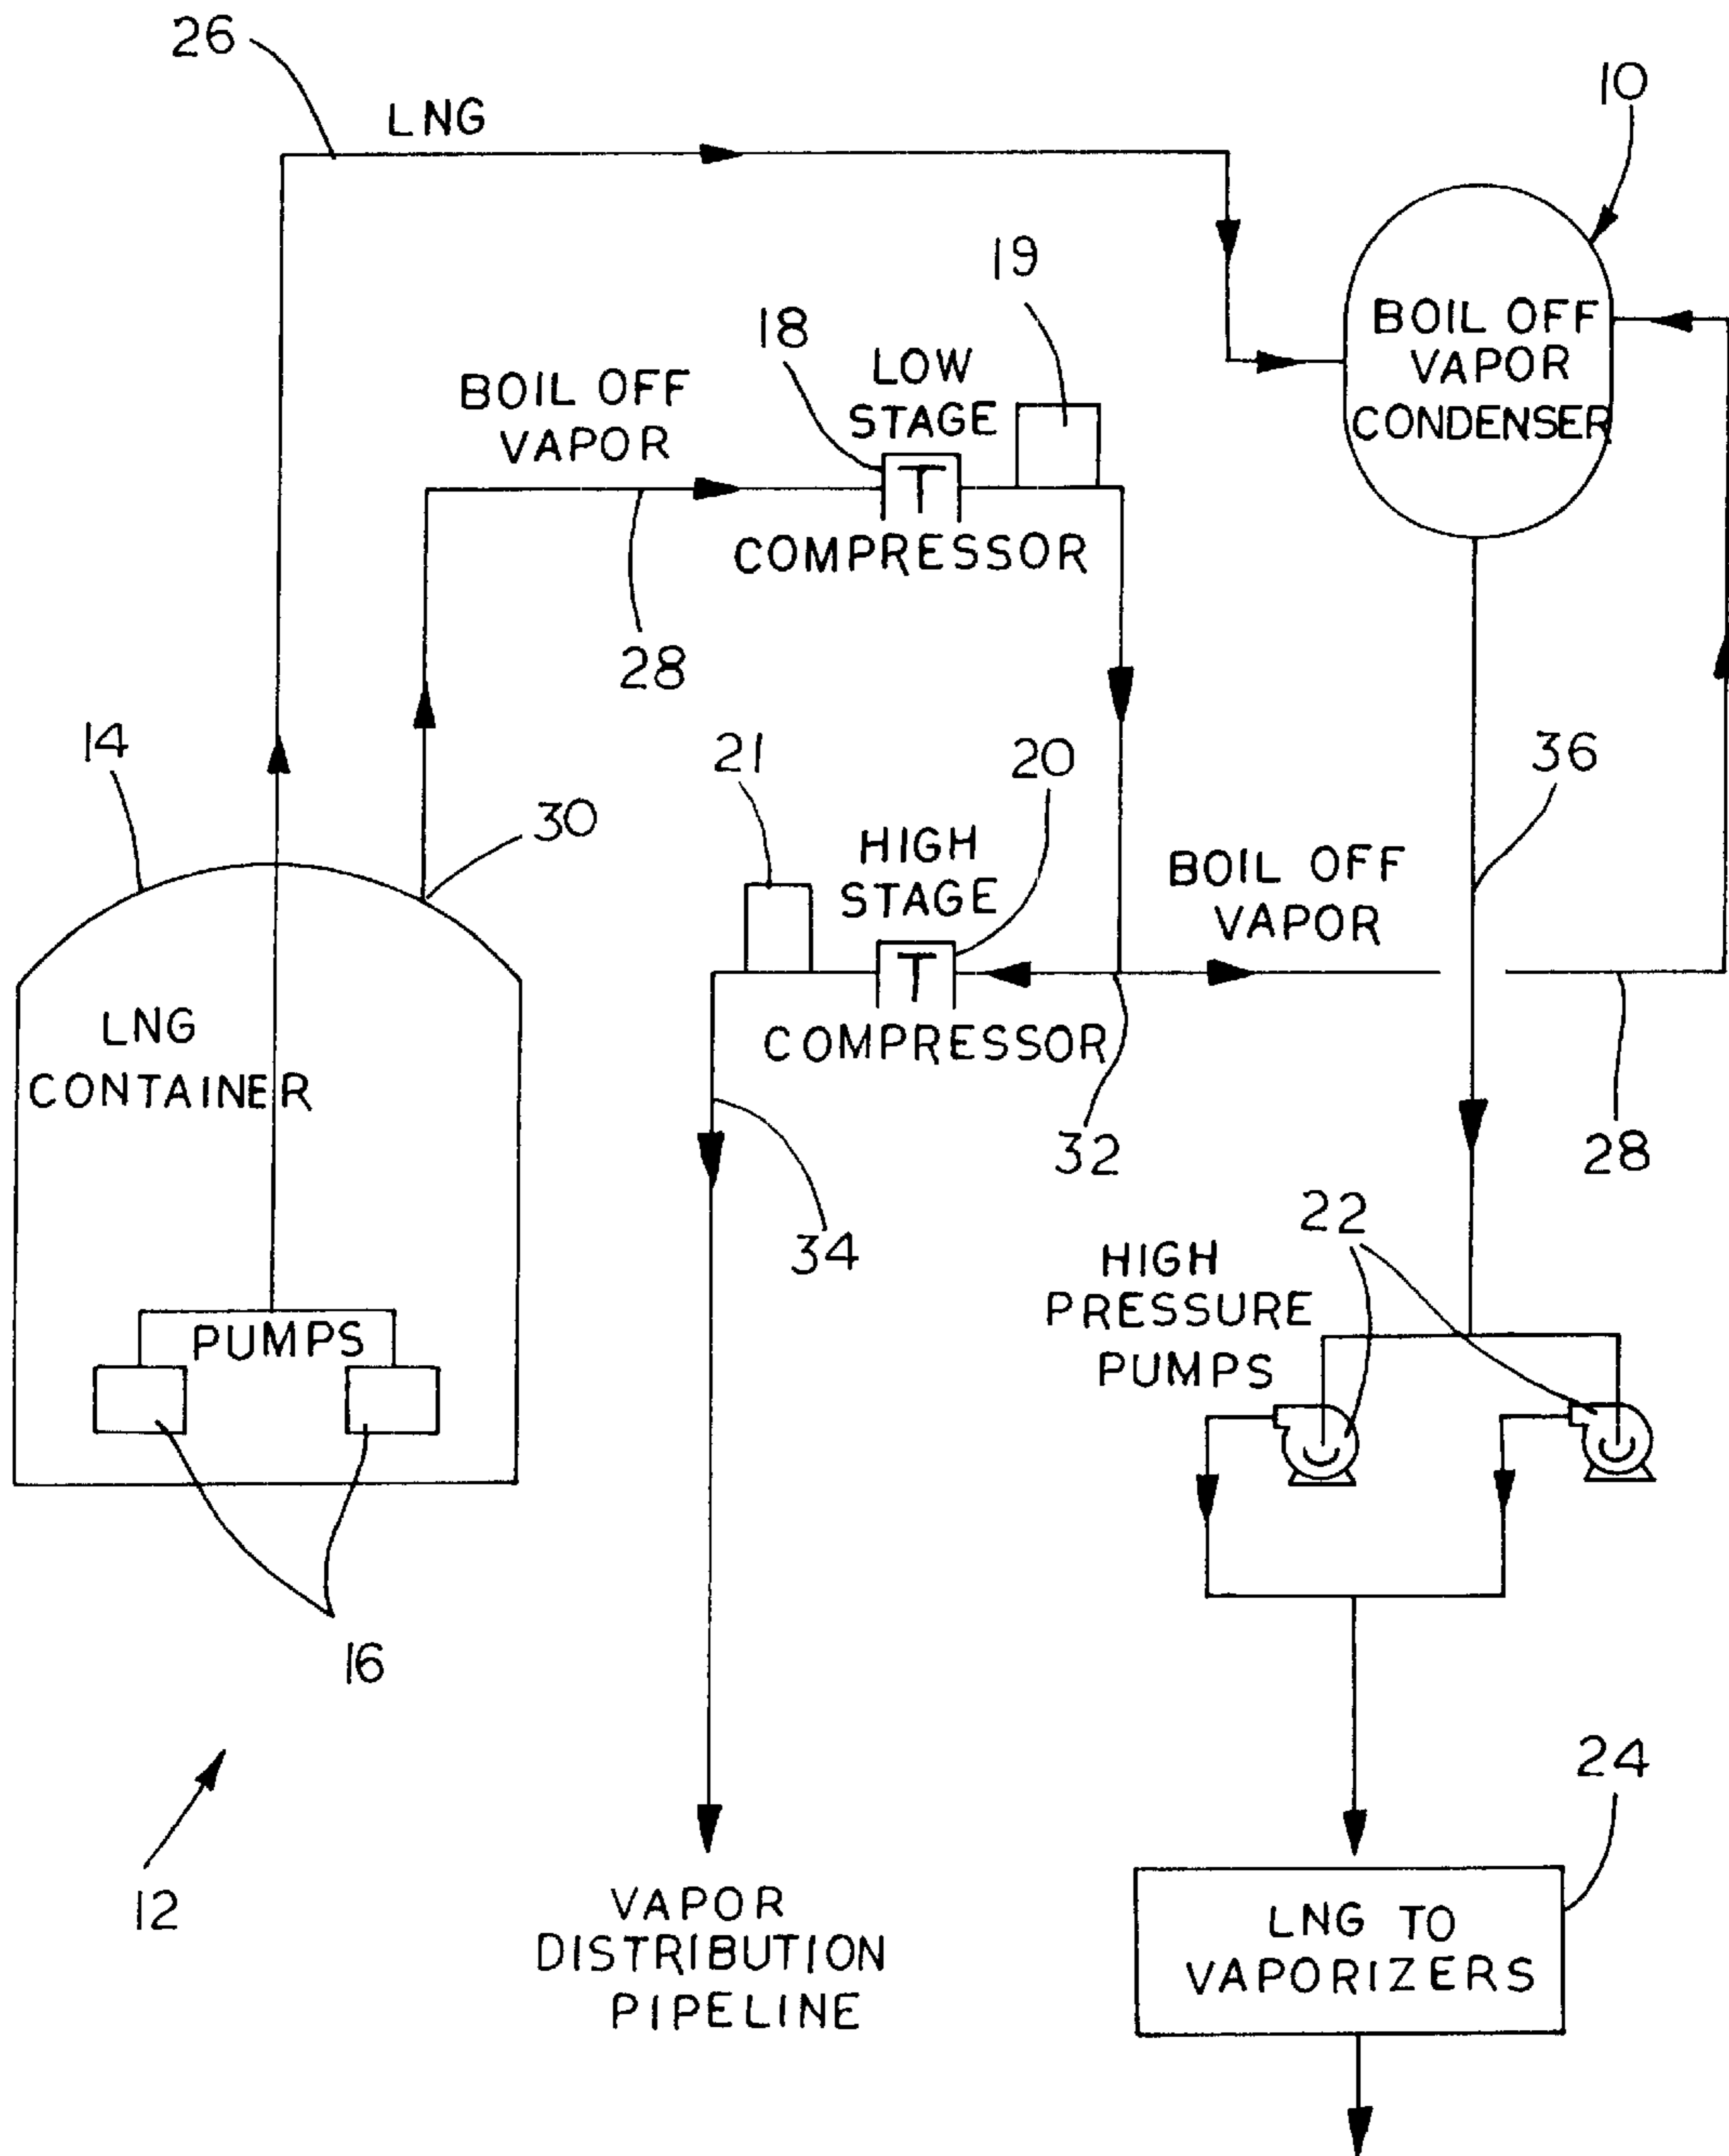 26
LNG
10
19
18
LOW
STAGE
BOIL OFF
VAPOR
CONDENSER
BOIL OFF
VAPOR
T
COMPRESSOR
28
14
21
20
36
30
HIGH
STAGE
BOIL OFF
VAPOR
T
COMPRESSOR
LNG
CONTAINER
32
28
34
22
HIGH
PRESSURE
PUMPS
PUMPS
16
24
12
VAPOR
DISTRIBUTION
PIPELINE
LNG TO
VAPORIZERS